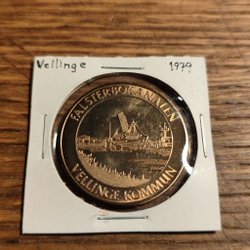 Vellinge 1979
FALSTERBOKANALEN
VELLINGE KOMMUN